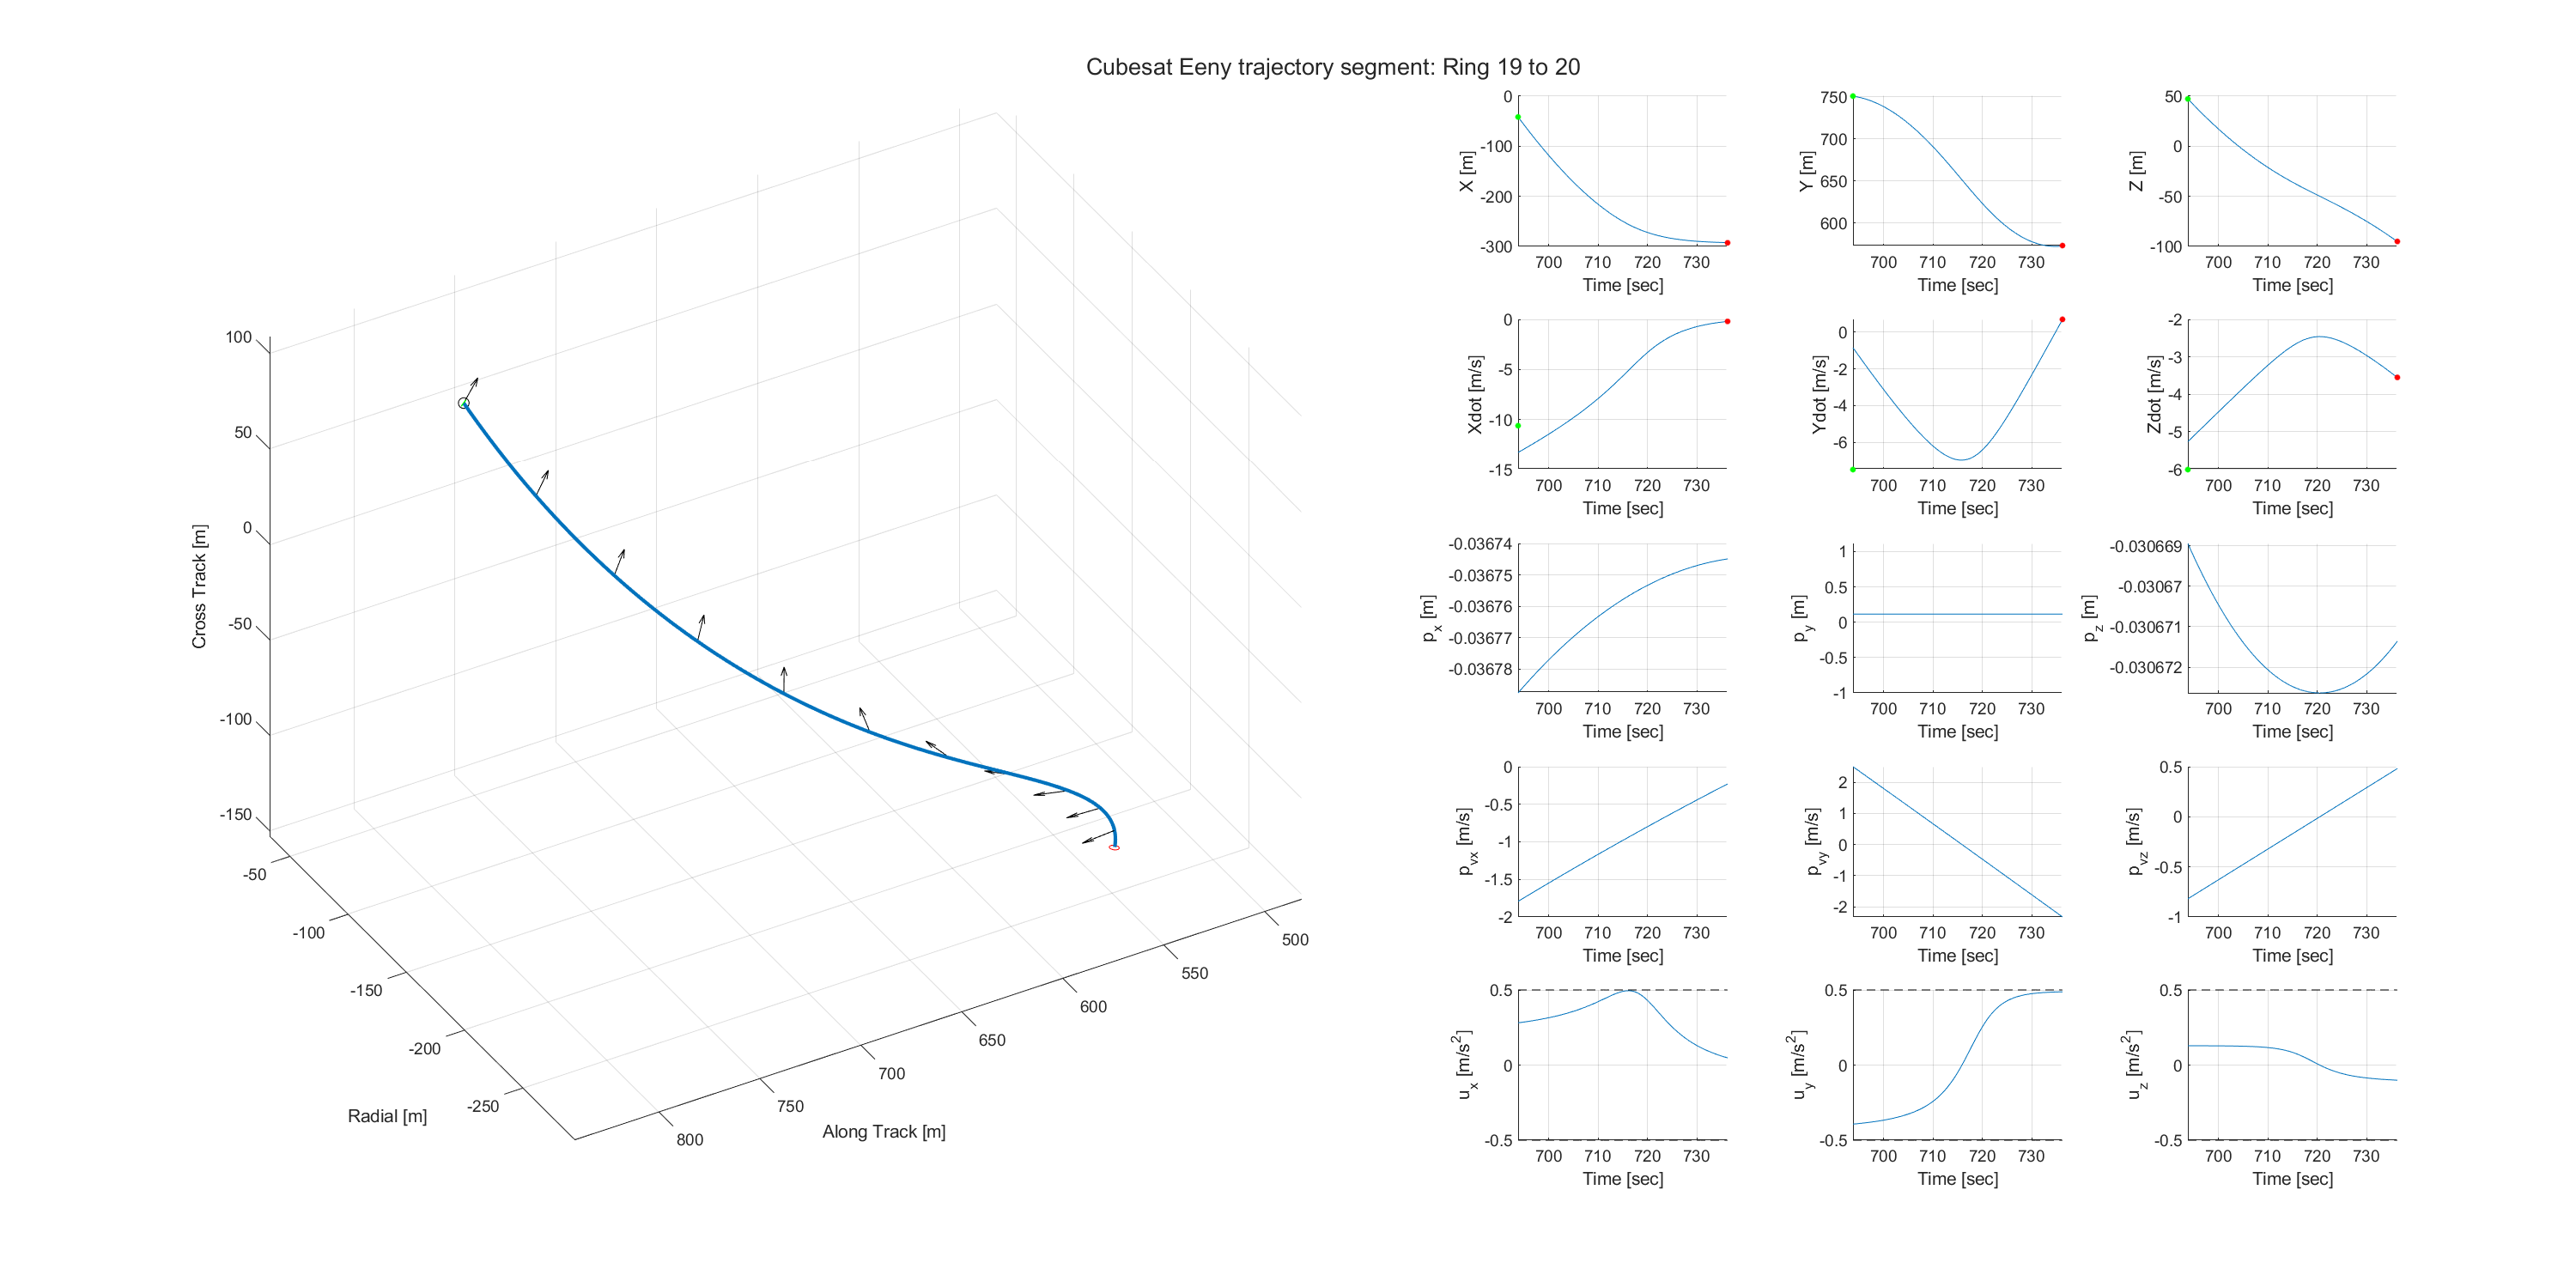 Cubesat Eeny trajectory segment: Ring 19 to 20
100
50
0
-50
-100
-150
Cross Track [m]
-50
-100
-150
-200
-250
Radial [m]
800
750
700
650
600
550
500
Along Track [m]
0
-100
-200
-300
X [m]
700 710 720 730
Time [sec]
750
700
650
600
Y [m]
700 710 720 730
Time [sec]
50
0
-50
-100
Z [m]
700 710 720 730
Time [sec]
0
-5
-10
-15
Xdot [m/s]
700 710 720 730
Time [sec]
0
-2
-4
-6
Ydot [m/s]
700 710 720 730
Time [sec]
-2
-3
-4
-5
-6
Zdot [m/s]
700 710 720 730
Time [sec]
-0.03674
-0.03675
-0.03676
-0.03677
-0.03678
p_x [m]
700 710 720 730
Time [sec]
1
0.5
0
-0.5
-1
p_y [m]
700 710 720 730
Time [sec]
-0.030669
-0.03067
-0.030671
-0.030672
p_z [m]
700 710 720 730
Time [sec]
0
-0.5
-1
-1.5
-2
p_vx [m/s]
700 710 720 730
Time [sec]
2
1
0
-1
-2
p_vy [m/s]
700 710 720 730
Time [sec]
0.5
0
-0.5
-1
p_vz [m/s]
700 710 720 730
Time [sec]
0.5
0
-0.5
u_x [m/s^2]
700 710 720 730
Time [sec]
0.5
0
-0.5
u_y [m/s^2]
700 710 720 730
Time [sec]
0.5
0
-0.5
u_z [m/s^2]
700 710 720 730
Time [sec]